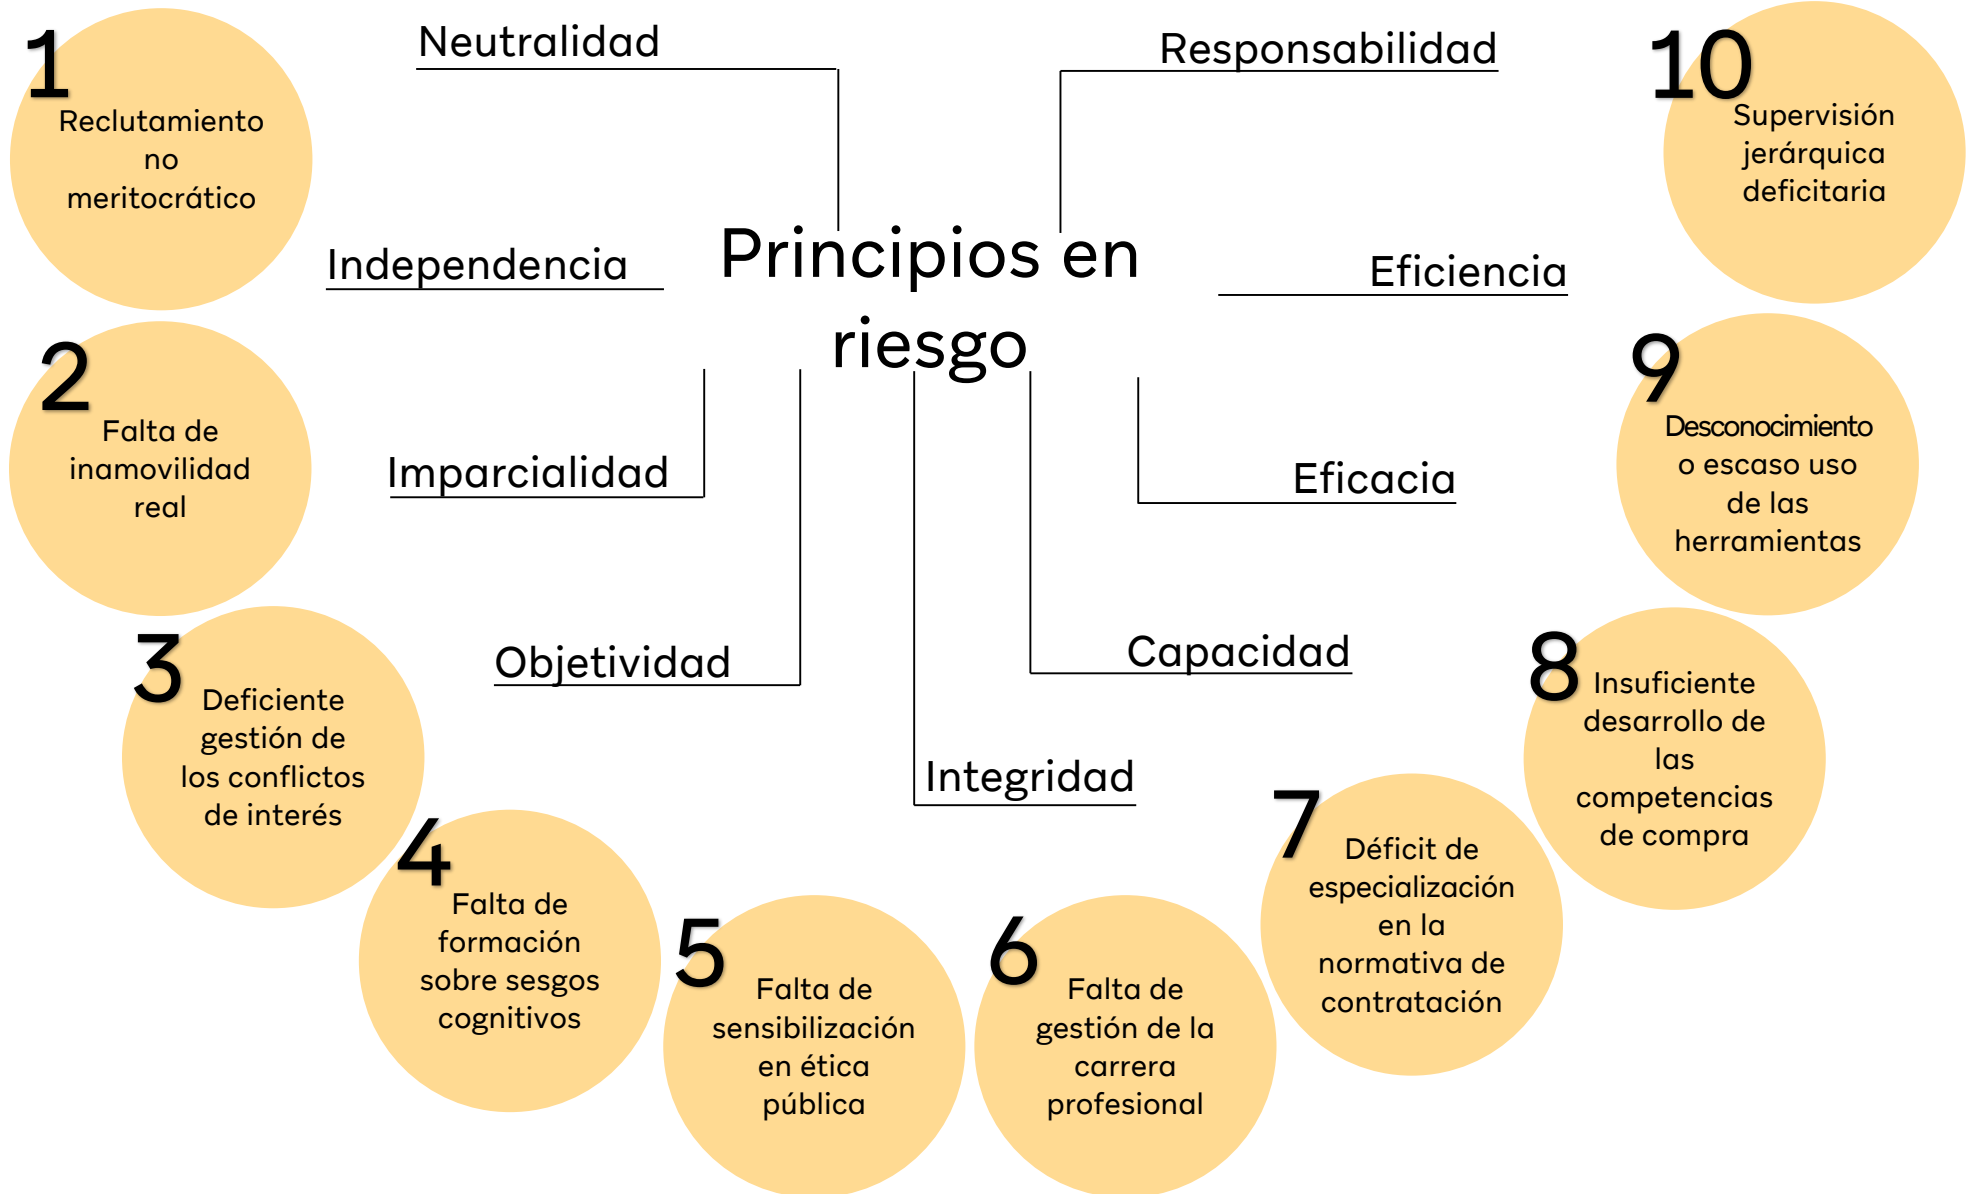 1
Reclutamiento
no
meritocrático
2
Falta de
inamovilidad
real
3
Deficiente
gestión de
los conflictos
de interés
4
Falta de
formación
sobre sesgos
cognitivos
5
Falta de
sensibilización
en ética
pública
6
Falta de
gestión de la
carrera
profesional
7
Déficit de
especialización
en la
normativa de
contratación
8
Insuficiente
desarrollo de
las
competencias
de compra
9
Desconocimiento
o escaso uso
de las
herramientas
10
Supervisión
jerárquica
deficitaria
Principios en
riesgo
Neutralidad
Independencia
Imparcialidad
Objetividad
Integridad
Capacidad
Eficacia
Eficiencia
Responsabilidad